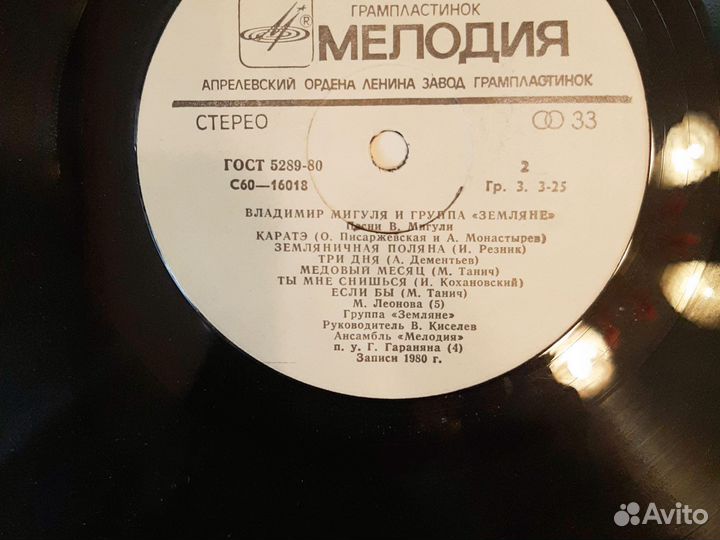 ГРАМПЛАСТИНОК
®
МЕЛОДИЯ
АПРЕЛЕВСКИЙ ОРДЕНА ЛЕНИНА ЗАВОД ГРАМПЛАСТИНОК
СТЕРЕО 33
ГОСТ 5289-80 2
С60—16018 Гр. 3. 3-25
ВЛАДИМИР МИГУЛЯ И ГРУППА «ЗЕМЛЯНЕ»
Песни В. Мигули
КАРАТЭ (О. Писаржевская и А. Монастырев)
ЗЕМЛЯНИЧНАЯ ПОЛЯНА (И. Резник)
ТРИ ДНЯ (А. Дементьев)
МЕДОВЫЙ МЕСЯЦ (М. Танич)
ТЫ МНЕ СНИШЬСЯ (И. Кохановский)
ЕСЛИ БЫ (М. Танич)
М. Леонова (5)
Группа «Земляне»
Руководитель В. Киселев
Ансамбль «Мелодия»
п. у Г. Гараняна (4)
Записи 1980 г.
Avito